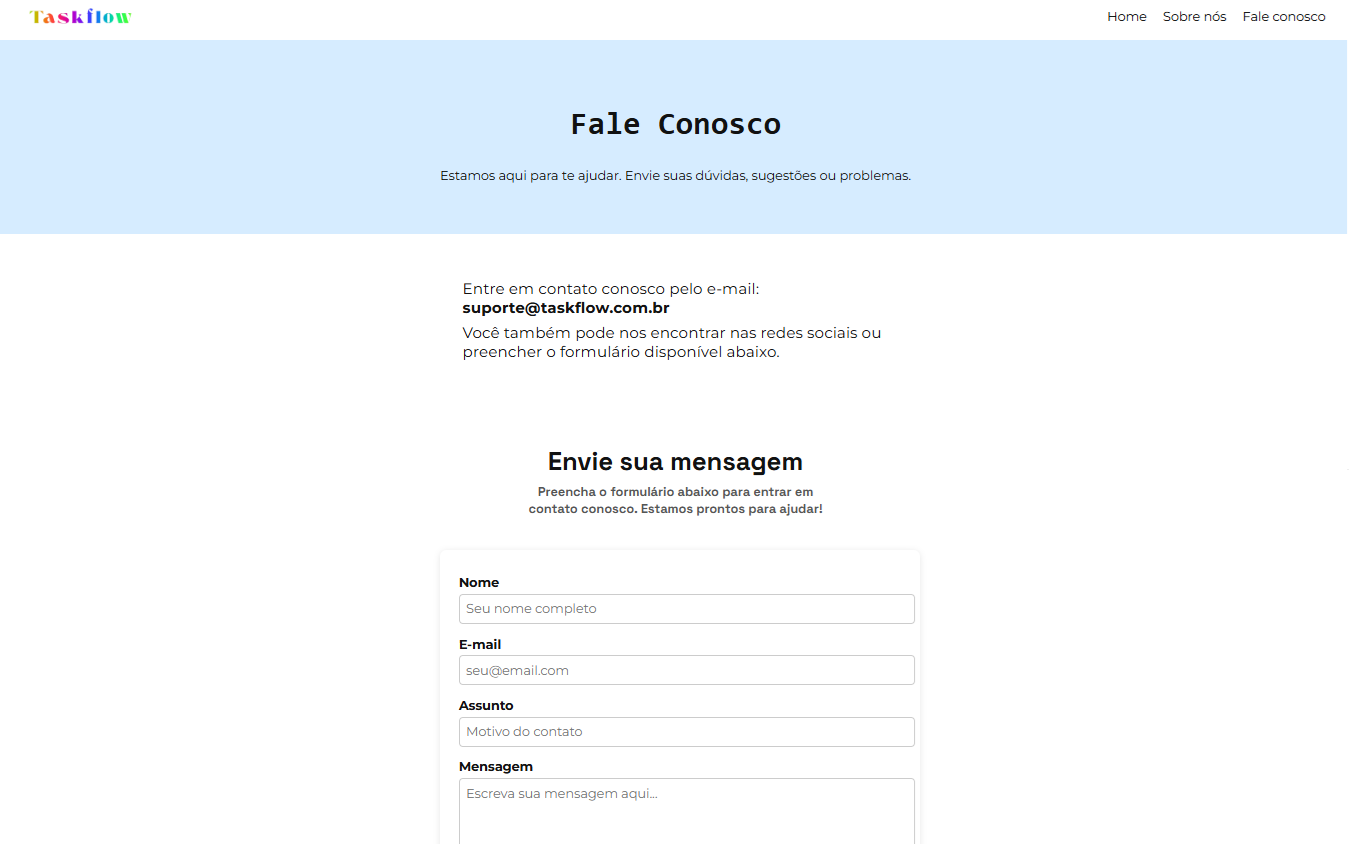 Taskflow
Home Sobre nós Fale conosco
Fale Conosco
Estamos aqui para te ajudar. Envie suas dúvidas, sugestões ou problemas.
Entre em contato conosco pelo e-mail:
suporte@taskflow.com.br
Você também pode nos encontrar nas redes sociais ou
preencher o formulário disponível abaixo.
Envie sua mensagem
Preencha o formulário abaixo para entrar em
contato conosco. Estamos prontos para ajudar!
Nome
Seu nome completo
E-mail
seu@email.com
Assunto
Motivo do contato
Mensagem
Escreva sua mensagem aqui...